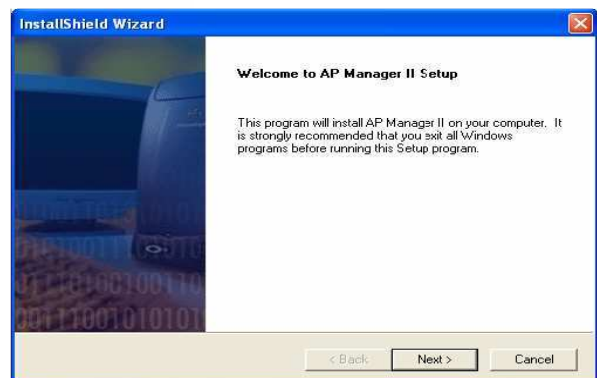 InstallShield Wizard
Welcome to AP Manager II Setup
This program will install AP Manager II on your computer. It
is strongly recommended that you exit all Windows
programs before running this Setup program.
< Back
Next >
Cancel